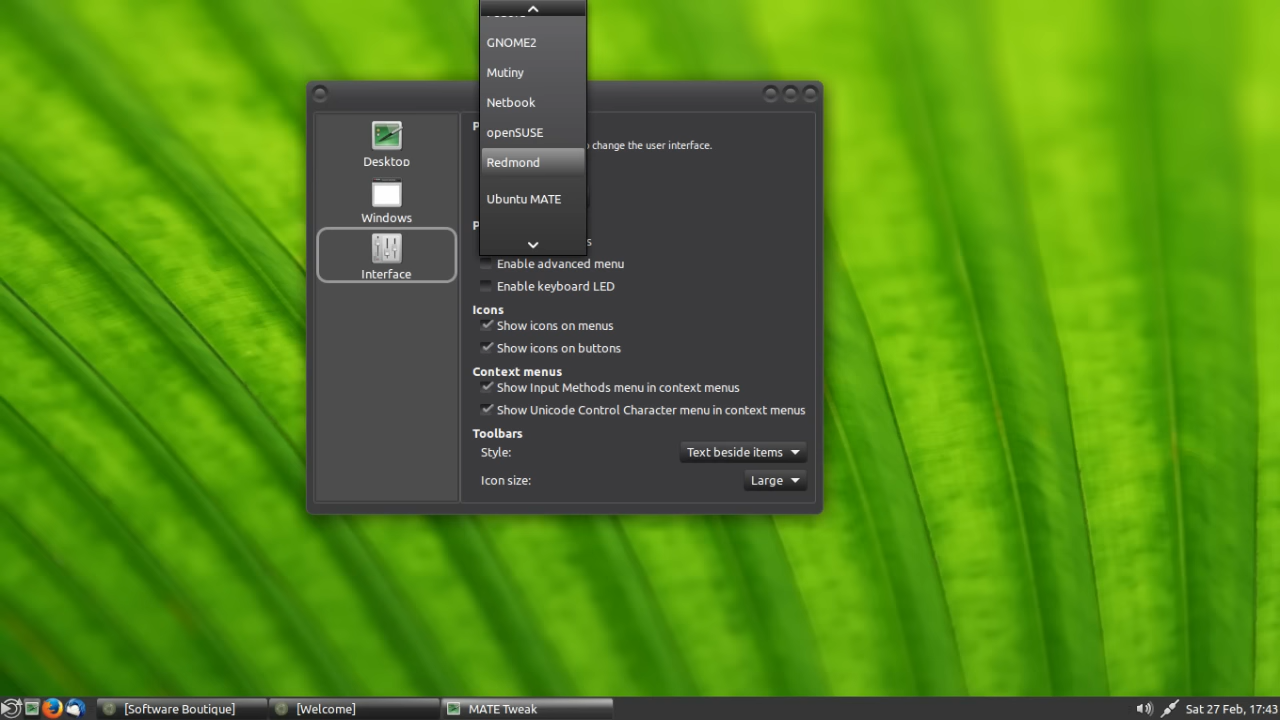 GNOME2
Mutiny
Netbook
openSUSE
Redmond
Ubuntu MATE
Desktop
Windows
Interface
change the user interface.
Enable advanced menu
Enable keyboard LED
Icons
Show icons on menus
Show icons on buttons
Context menus
Show Input Methods menu in context menus
Show Unicode Control Character menu in context menus
Toolbars
Style:
Text beside items
Icon size:
Large
[Software Boutique]
[Welcome]
MATE Tweak
Sat 27 Feb, 17:43